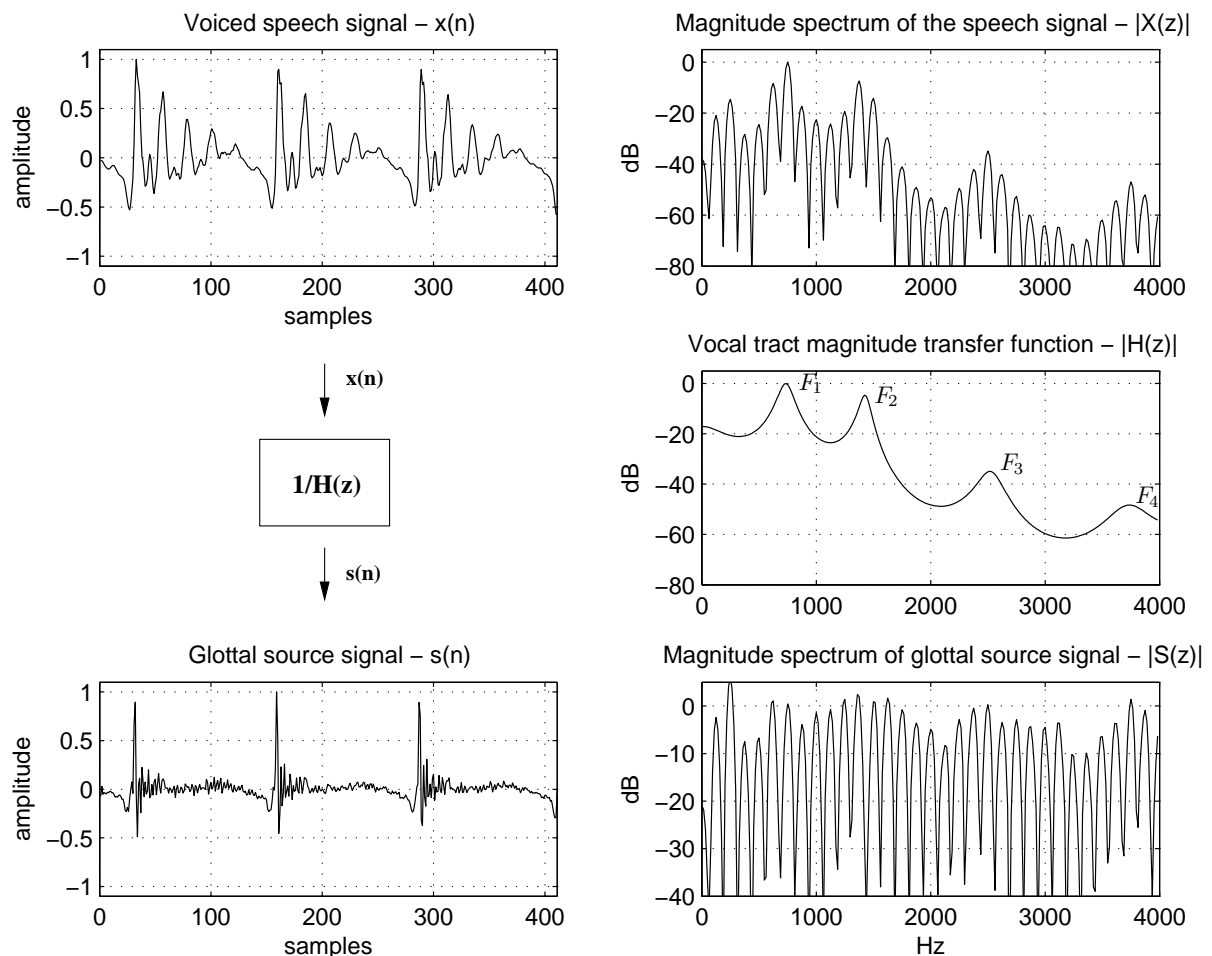 Voiced speech signal – x(n)
1
0.5
0
−0.5
−1
amplitude
0 100 200 300 400
samples
Magnitude spectrum of the speech signal – |X(z)|
0
−20
−40
−60
−80
dB
0 1000 2000 3000 4000
x(n)
1/H(z)
s(n)
Vocal tract magnitude transfer function – |H(z)|
0
−20
−40
−60
−80
dB
F1
F2
F3
F4
0 1000 2000 3000 4000
Glottal source signal – s(n)
1
0.5
0
−0.5
−1
amplitude
0 100 200 300 400
samples
Magnitude spectrum of glottal source signal – |S(z)|
0
−10
−20
−30
−40
dB
0 1000 2000 3000 4000
Hz